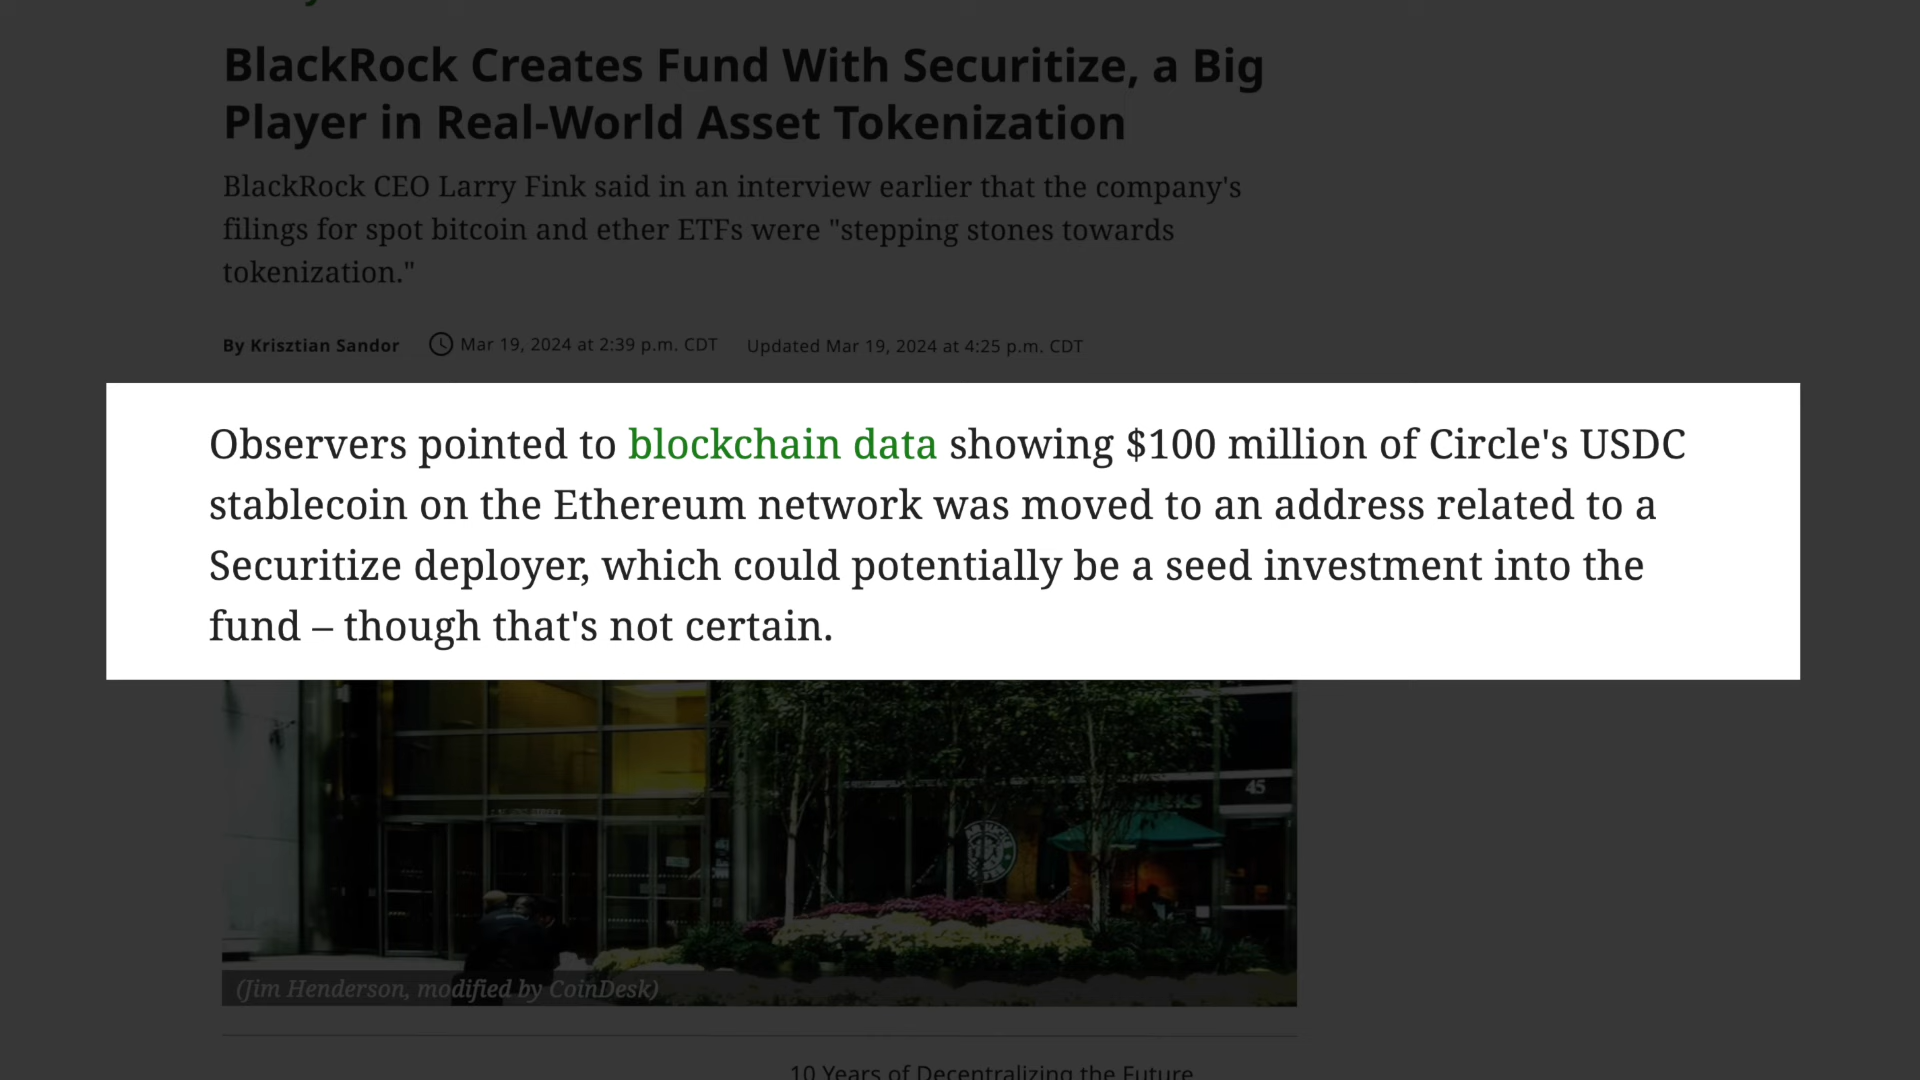 BlackRock Creates Fund With Securitize, a Big
Player in Real-World Asset Tokenization
BlackRock CEO Larry Fink said in an interview earlier that the company's
filings for spot bitcoin and ether ETFs were "stepping stones towards
tokenization."
By Krisztian Sandor Mar 19, 2024 at 2:39 p.m. CDT Updated Mar 19, 2024 at 4:25 p.m. CDT
Observers pointed to blockchain data showing $100 million of Circle's USDC
stablecoin on the Ethereum network was moved to an address related to a
Securitize deployer, which could potentially be a seed investment into the
fund – though that's not certain.
45
(Jim Henderson, modified by CoinDesk)
10 Years of Decentralizing the Future